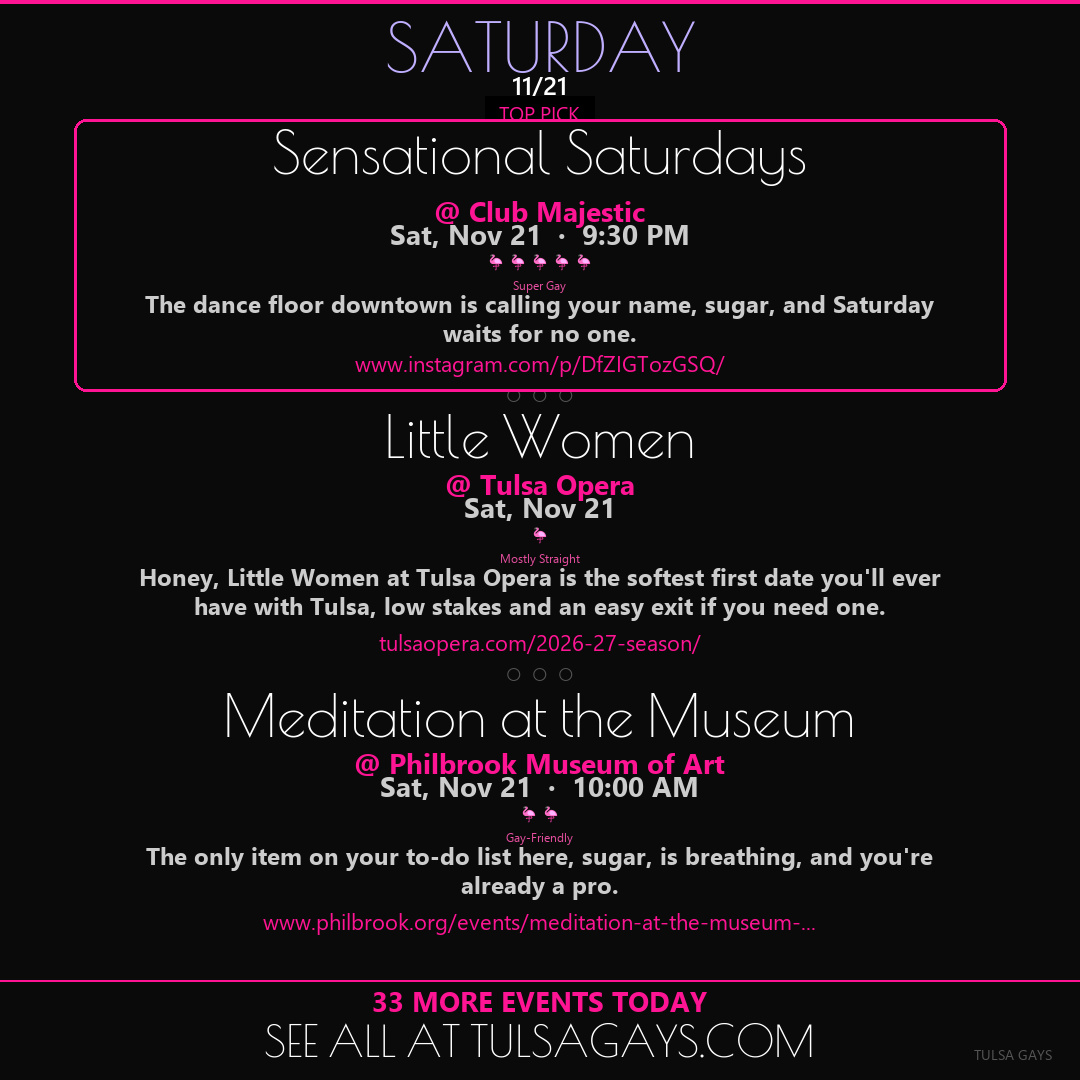 SATURDAY
11/21
TOP PICK
Sensational Saturdays
@ Club Majestic
Sat, Nov 21 · 9:30 PM
Super Gay
The dance floor downtown is calling your name, sugar, and Saturday
waits for no one.
www.instagram.com/p/DfZIGTozGSQ/
Little Women
@ Tulsa Opera
Sat, Nov 21
Mostly Straight
Honey, Little Women at Tulsa Opera is the softest first date you'll ever
have with Tulsa, low stakes and an easy exit if you need one.
tulsaopera.com/2026-27-season/
Meditation at the Museum
@ Philbrook Museum of Art
Sat, Nov 21 · 10:00 AM
Gay-Friendly
The only item on your to-do list here, sugar, is breathing, and you're
already a pro.
www.philbrook.org/events/meditation-at-the-museum-...
33 MORE EVENTS TODAY
SEE ALL AT TULSAGAYS.COM
TULSA GAYS